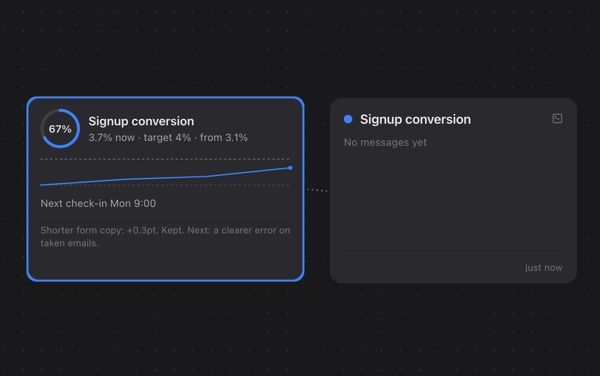 67%
Signup conversion
3.7% now · target 4% · from 3.1%
Next check-in Mon 9:00
Shorter form copy: +0.3pt. Kept. Next: a clearer error on
taken emails.
Signup conversion
No messages yet
just now